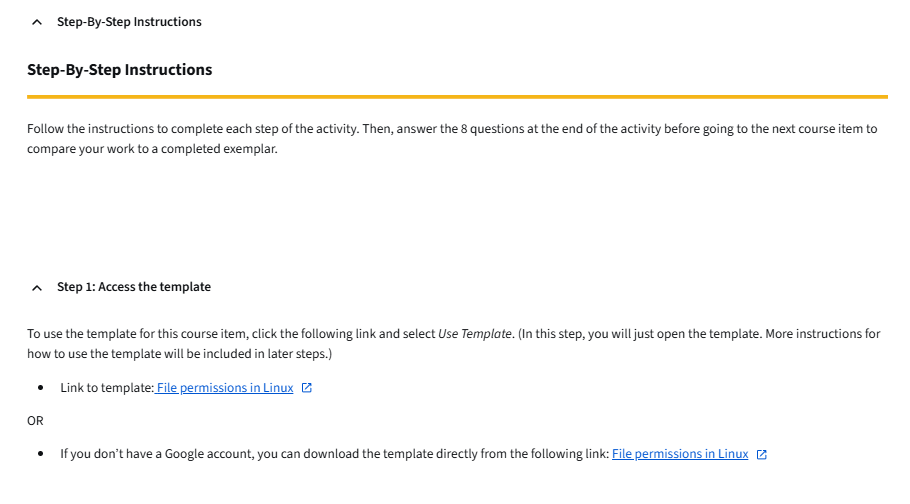 Step-By-Step Instructions
Step-By-Step Instructions
Follow the instructions to complete each step of the activity. Then, answer the 8 questions at the end of the activity before going to the next course item to
compare your work to a completed exemplar.
Step 1: Access the template
To use the template for this course item, click the following link and select Use Template. (In this step, you will just open the template. More instructions for
how to use the template will be included in later steps.)
• Link to template: File permissions in Linux
OR
• If you don’t have a Google account, you can download the template directly from the following link: File permissions in Linux